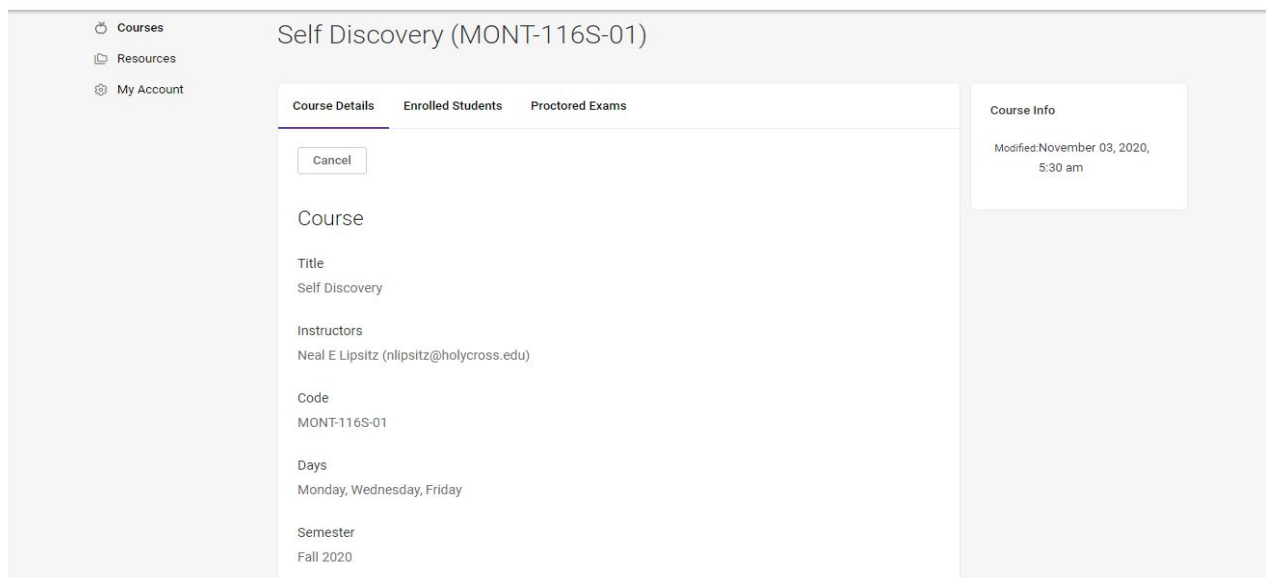 Courses
Resources
My Account
Self Discovery (MONT-116S-01)
Course Details Enrolled Students Proctored Exams
Cancel
Course
Title
Self Discovery
Instructors
Neal E Lipsitz (nlipsitz@holycross.edu)
Code
MONT-116S-01
Days
Monday, Wednesday, Friday
Semester
Fall 2020
Course Info
Modified:November 03, 2020,
5:30 am